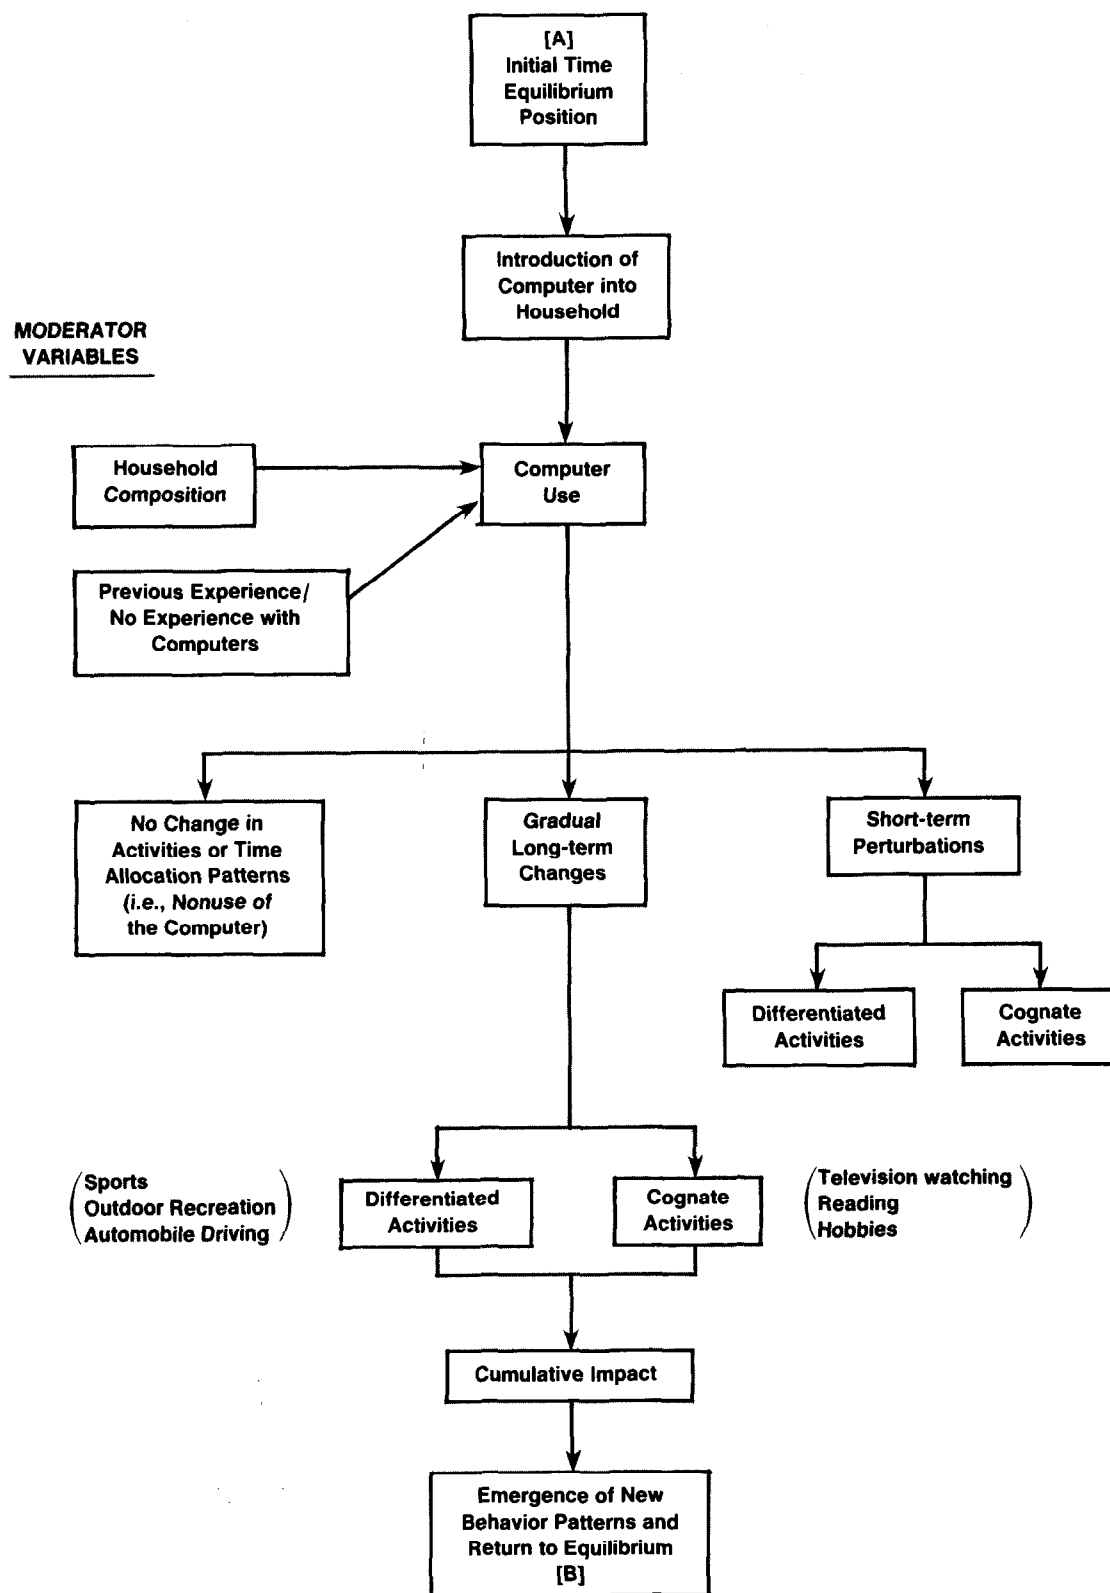 [A]
Initial Time
Equilibrium
Position
Introduction of
Computer into
Household
MODERATOR
VARIABLES
Household
Composition
Computer
Use
Previous Experience/
No Experience with
Computers
No Change in
Activities or Time
Allocation Patterns
(i.e., Nonuse of
the Computer)
Gradual
Long-term
Changes
Short-term
Perturbations
Differentiated
Activities
Cognate
Activities
(Sports
Outdoor Recreation
Automobile Driving)
Differentiated
Activities
Cognate
Activities
(Television watching
Reading
Hobbies)
Cumulative Impact
Emergence of New
Behavior Patterns and
Return to Equilibrium
[B]